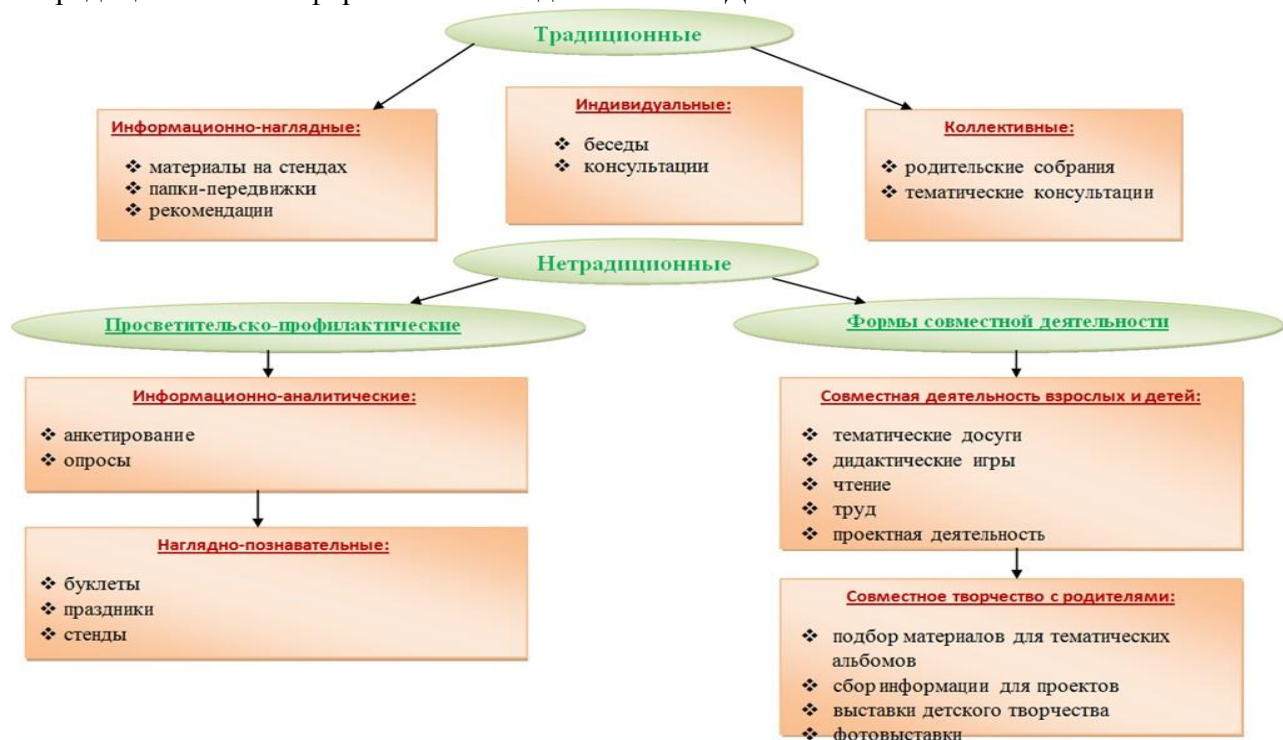 Традиционные
Информационно-наглядные:
❖ материалы на стендах
❖ папки-передвижки
❖ рекомендации
Индивидуальные:
❖ беседы
❖ консультации
Коллективные:
❖ родительские собрания
❖ тематические консультации
Нетрадиционные
Просветительско-профилактические
Информационно-аналитические:
❖ анкетирование
❖ опросы
Наглядно-познавательные:
❖ буклеты
❖ праздники
❖ стенды
Формы совместной деятельности
Совместная деятельность взрослых и детей:
❖ тематические досуги
❖ дидактические игры
❖ чтение
❖ труд
❖ проектная деятельность
Совместное творчество с родителями:
❖ подбор материалов для тематических
альбомов
❖ сбор информации для проектов
❖ выставки детского творчества
❖ фотовыставки